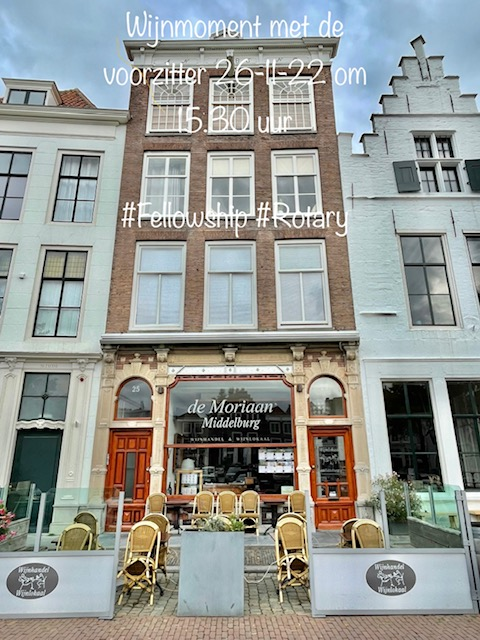 Wijnmoment met de
voorzitter 26-11-22 om
15.30 uur
#Fellowship #Rotary
25
de Moriaan
Middelburg
WIJNHANDEL & WIJNLOKAAL
Wijnhandel
Wijnlokaal
Wijnhandel
Wijnlokaal